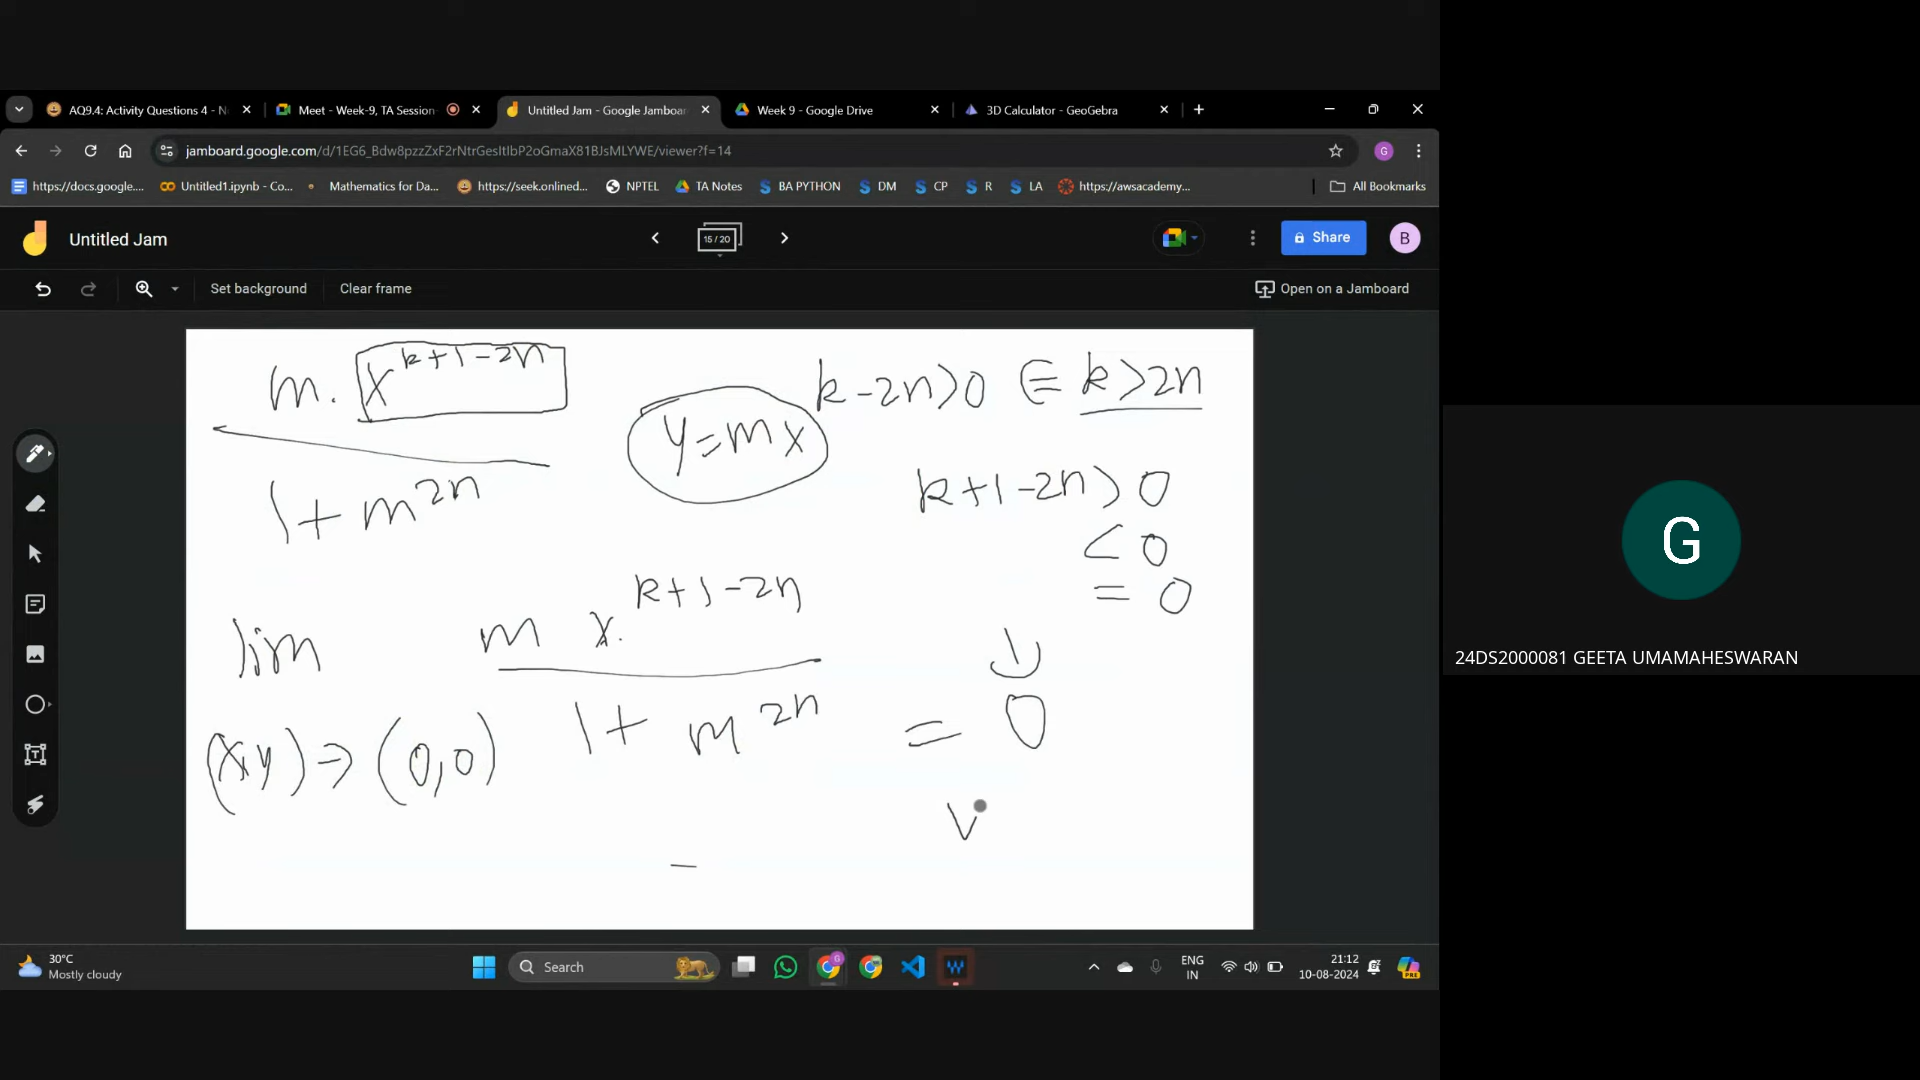 AQ9.4: Activity Questions 4 - N
Meet - Week-9, TA Session
Untitled Jam - Google Jamboar
Week 9 - Google Drive
3D Calculator - GeoGebra
jamboard.google.com/d/1EG6_Bdw8pzzZxF2rNtrGesItIbP2oGmaX81BJsMLYWE/viewer?f=14
G
https://docs.google....
Untitled1.ipynb - Co...
Mathematics for Da...
https://seek.onlined...
NPTEL
TA Notes
BA PYTHON
DM
CP
R
LA
https://awsacademy...
All Bookmarks
Untitled Jam
15 / 20
Share
B
Set background
Clear frame
Open on a Jamboard
m. x^{k+1-2n}
1+m^{2n}
y=mx
k-2n>0 ∈ k>2n
k+1-2n>0
<0
=0
lim
(x,y)→(0,0)
m x.^{k+1-2n}
1+ m^{2n}
= 0
G
24DS2000081 GEETA UMAMAHESWARAN
30°C
Mostly cloudy
Search
ENG
IN
21:12
10-08-2024